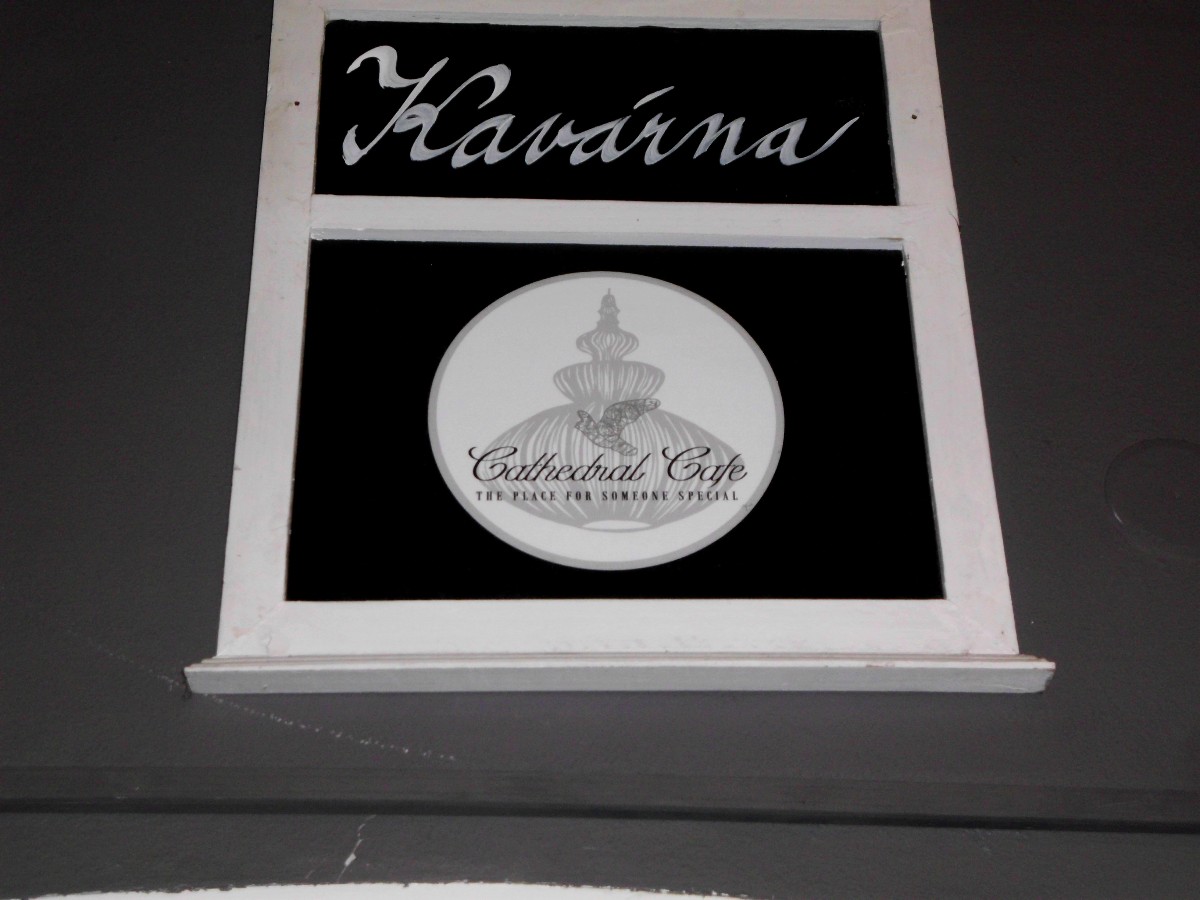 Kavárna
Cathedral Cafe
THE PLACE FOR SOMEONE SPECIAL